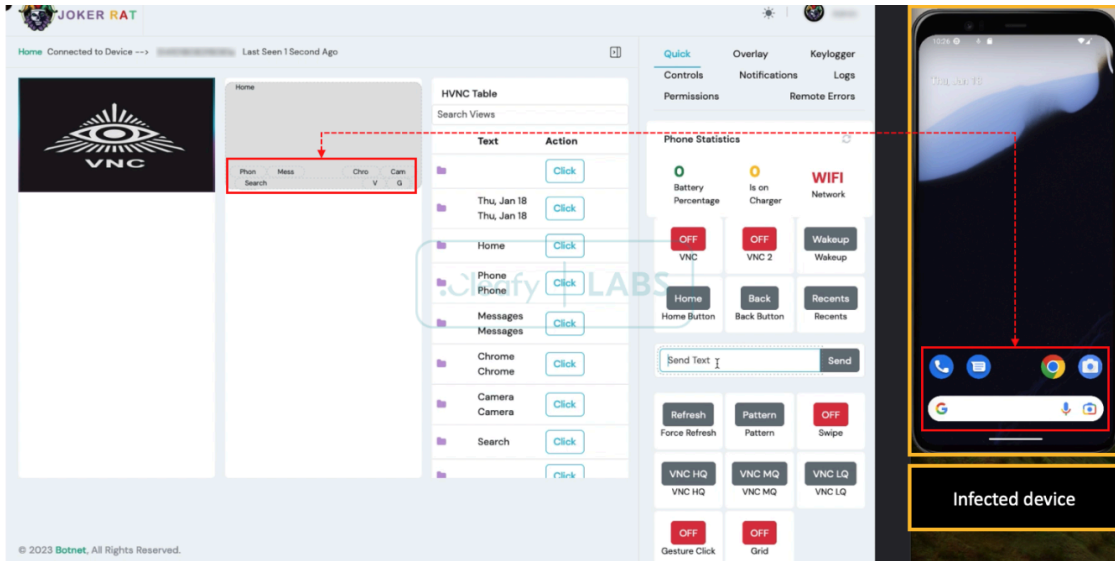 JOKER RAT
Home Connected to Device --> Last Seen 1 Second Ago
VNC
Home
Phon Mess Chro Cam
Search V G
HVNC Table
Search Views
Text Action
Click
Thu, Jan 18
Thu, Jan 18
Click
Home Click
Phone
Phone
Click
Messages
Messages
Click
Chrome
Chrome
Click
Camera
Camera
Click
Search Click
Click
Quick Overlay Keylogger
Controls Notifications Logs
Permissions Remote Errors
Phone Statistics
0 0 WIFI
Battery Percentage
Is on Charger
Network
OFF OFF Wakeup
VNC VNC 2 Wakeup
Home Back Recents
Home Button Back Button Recents
Send Text Send
Refresh Pattern OFF
Force Refresh Pattern Swipe
VNC HQ VNC MQ VNC LQ
VNC HQ VNC MQ VNC LQ
OFF OFF
Gesture Click Grid
© 2023 Botnet, All Rights Reserved.
.Cleafy | LABS
10:26
Thu, Jan 18
G
Infected device